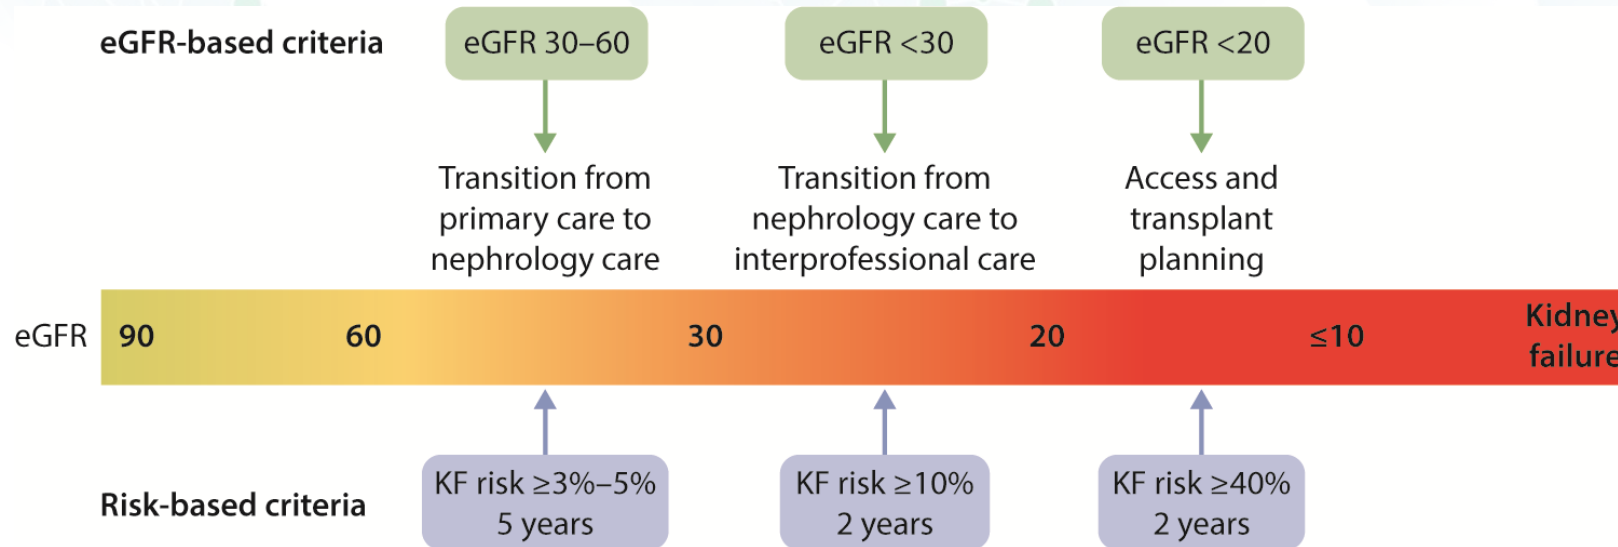 eGFR-based criteria
eGFR 30–60
eGFR <30
eGFR <20
Transition from
primary care to
nephrology care
Transition from
nephrology care to
interprofessional care
Access and
transplant
planning
eGFR
90
60
30
20
≤10
Kidney
failure
Risk-based criteria
KF risk ≥3%–5%
5 years
KF risk ≥10%
2 years
KF risk ≥40%
2 years